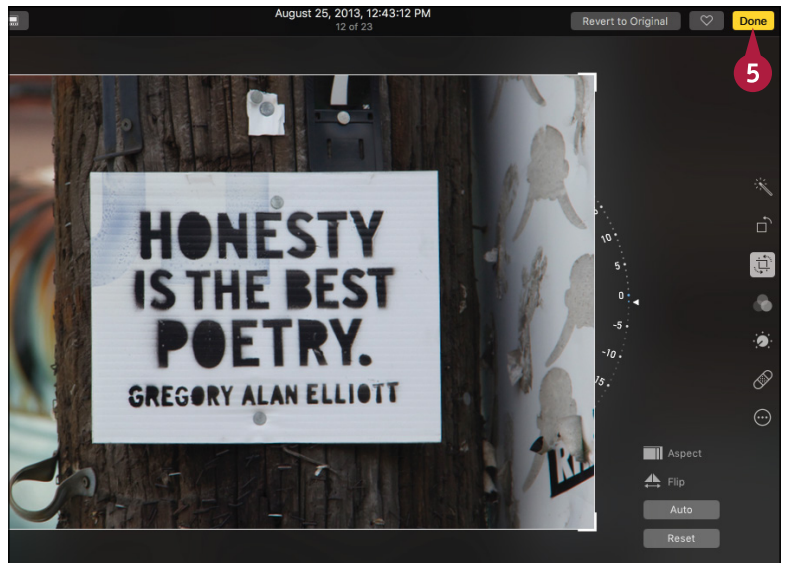 August 25, 2013, 12:43:12 PM
12 of 23
Revert to Original
Done
5
HONESTY
IS THE BEST
POETRY.
GREGORY ALAN ELLIOTT
10
5
0
-5
-10
Aspect
Flip
Auto
Reset